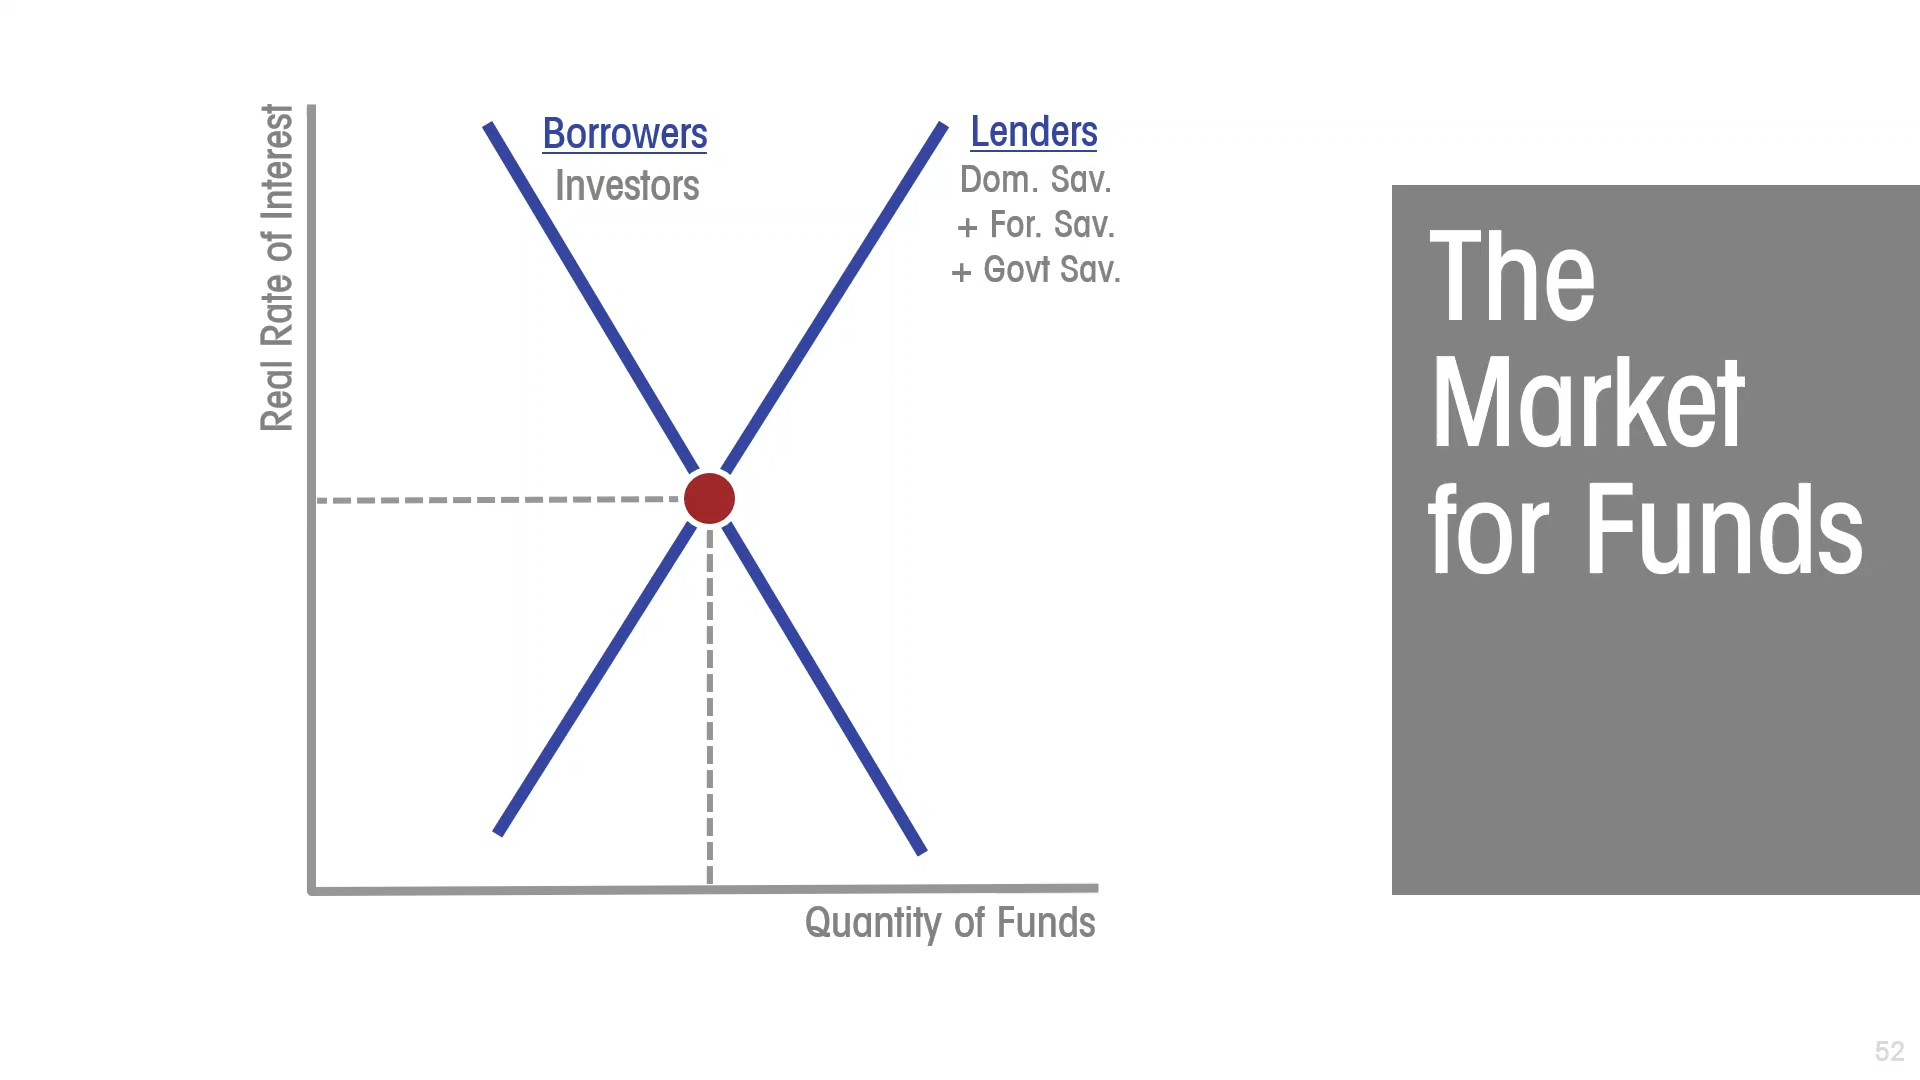 Real Rate of Interest
Borrowers
Investors
Lenders
Dom. Sav.
+ For. Sav.
+ Govt Sav.
Quantity of Funds
The
Market
for Funds
52